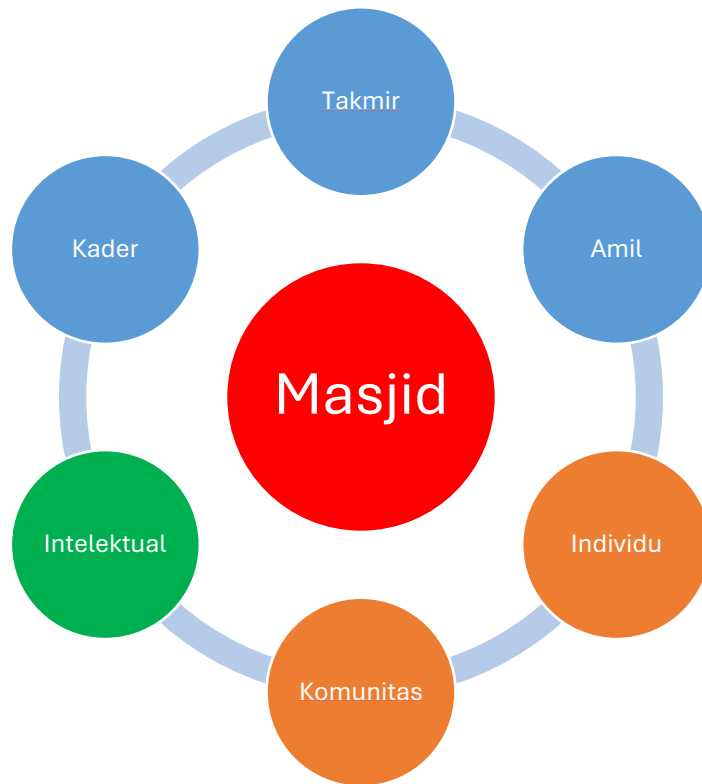 Takmir
Kader
Amil
Masjid
Intelektual
Individu
Komunitas